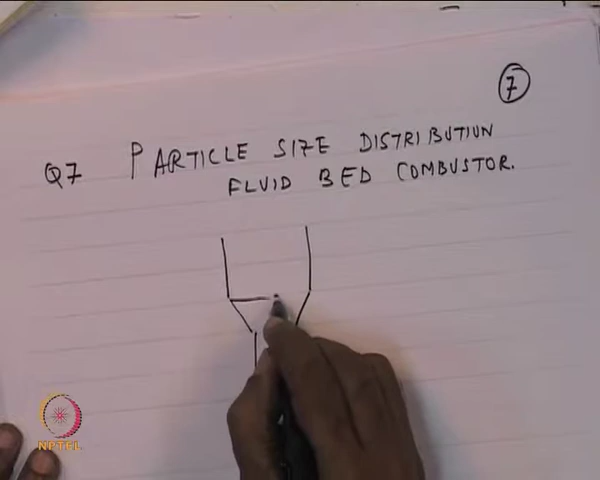 7
Q7 PARTICLE SIZE DISTRIBUTION
FLUID BED COMBUSTOR.
NPTEL